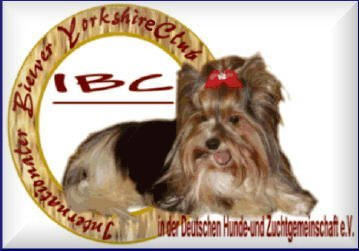 Internationaler Biewer YorkshireClub
IBC
in der Deutschen Hunde-und Zuchtgemeinschaft e.V.